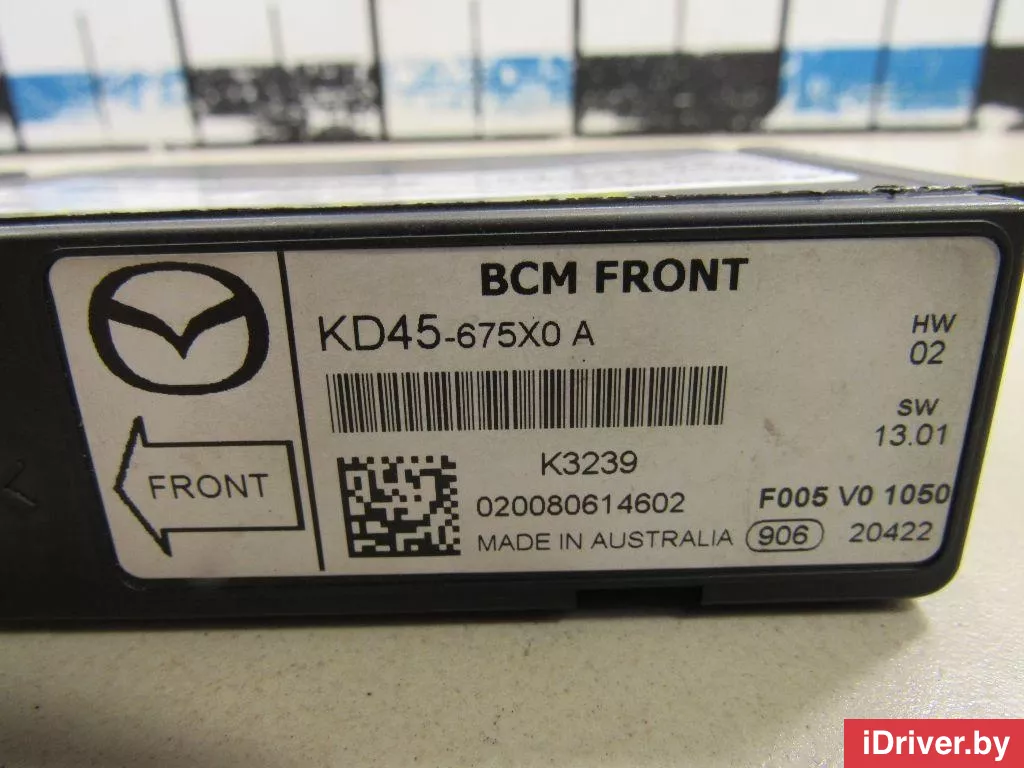 BCM FRONT
KD45-675X0 A
HW
02
SW
13.01
FRONT
K3239
020080614602
F005 V0 1050
MADE IN AUSTRALIA 906 20422
iDriver.by